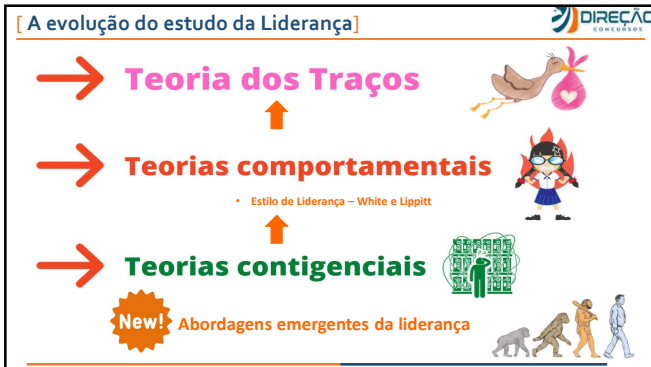 [ A evolução do estudo da Liderança]
DIREÇÃO
CONCURSOS
Teoria dos Traços
Teorias comportamentais
• Estilo de Liderança – White e Lippitt
Teorias contigenciais
New! Abordagens emergentes da liderança